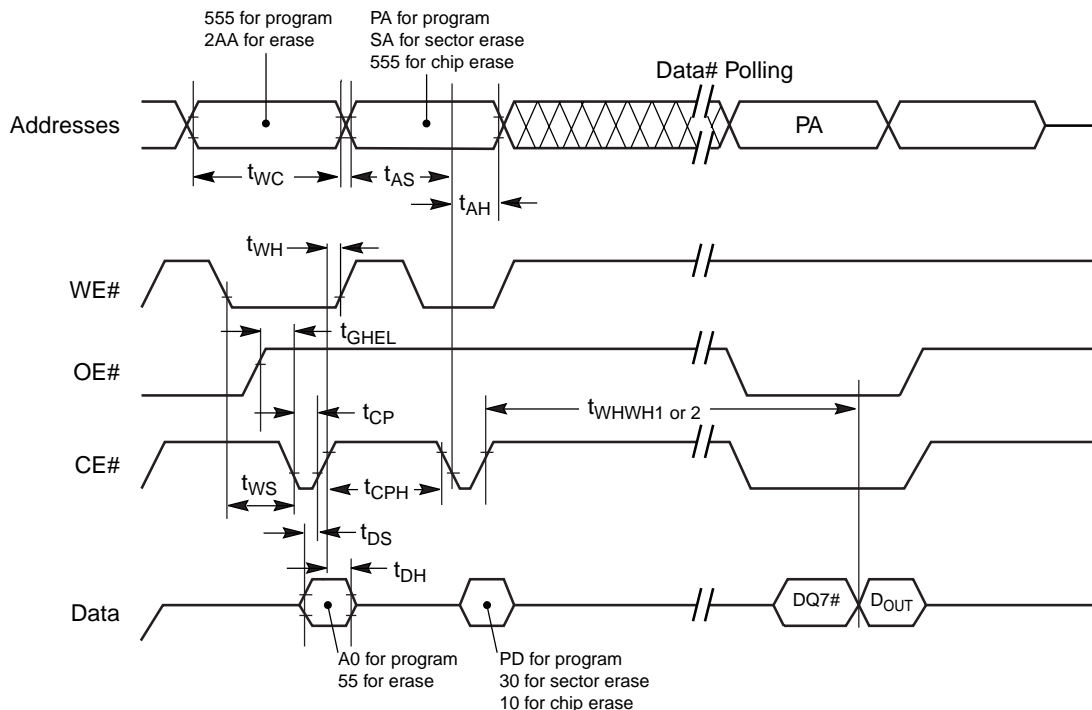 555 for program
2AA for erase
PA for program
SA for sector erase
555 for chip erase
Data# Polling
Addresses
PA
tWC
tAS
tAH
tWH
WE#
tGHEL
OE#
tWHWH1 or 2
tCP
CE#
tWS
tCPH
tDS
tDH
Data
DQ7#
DOUT
A0 for program
55 for erase
PD for program
30 for sector erase
10 for chip erase